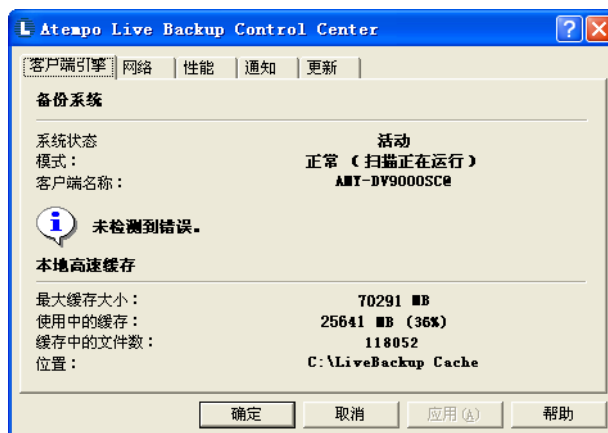 Atempo Live Backup Control Center
客户端引擎 网络 性能 通知 更新
备份系统
系统状态 活动
模式： 正常 （扫描正在运行）
客户端名称： AMY-DV9000SC@
未检测到错误。
本地高速缓存
最大缓存大小： 70291 MB
使用中的缓存： 25641 MB (36%)
缓存中的文件数： 118052
位置： C:\LiveBackup Cache
确定 取消 应用(A) 帮助